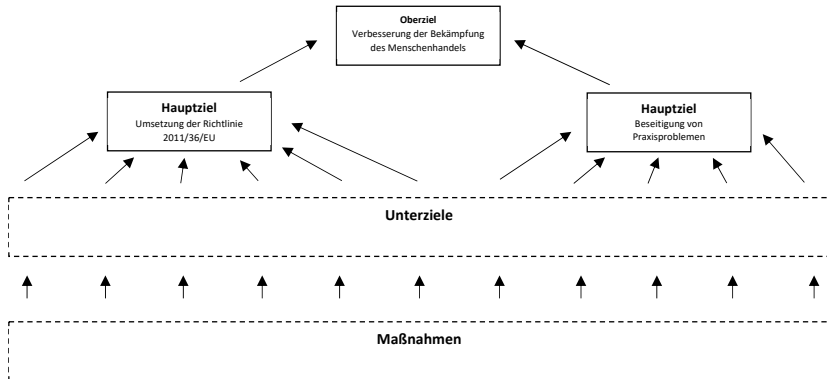 Oberziel
Verbesserung der Bekämpfung
des Menschenhandels
Hauptziel
Umsetzung der Richtlinie
2011/36/EU
Hauptziel
Beseitigung von
Praxisproblemen
Unterziele
Maßnahmen